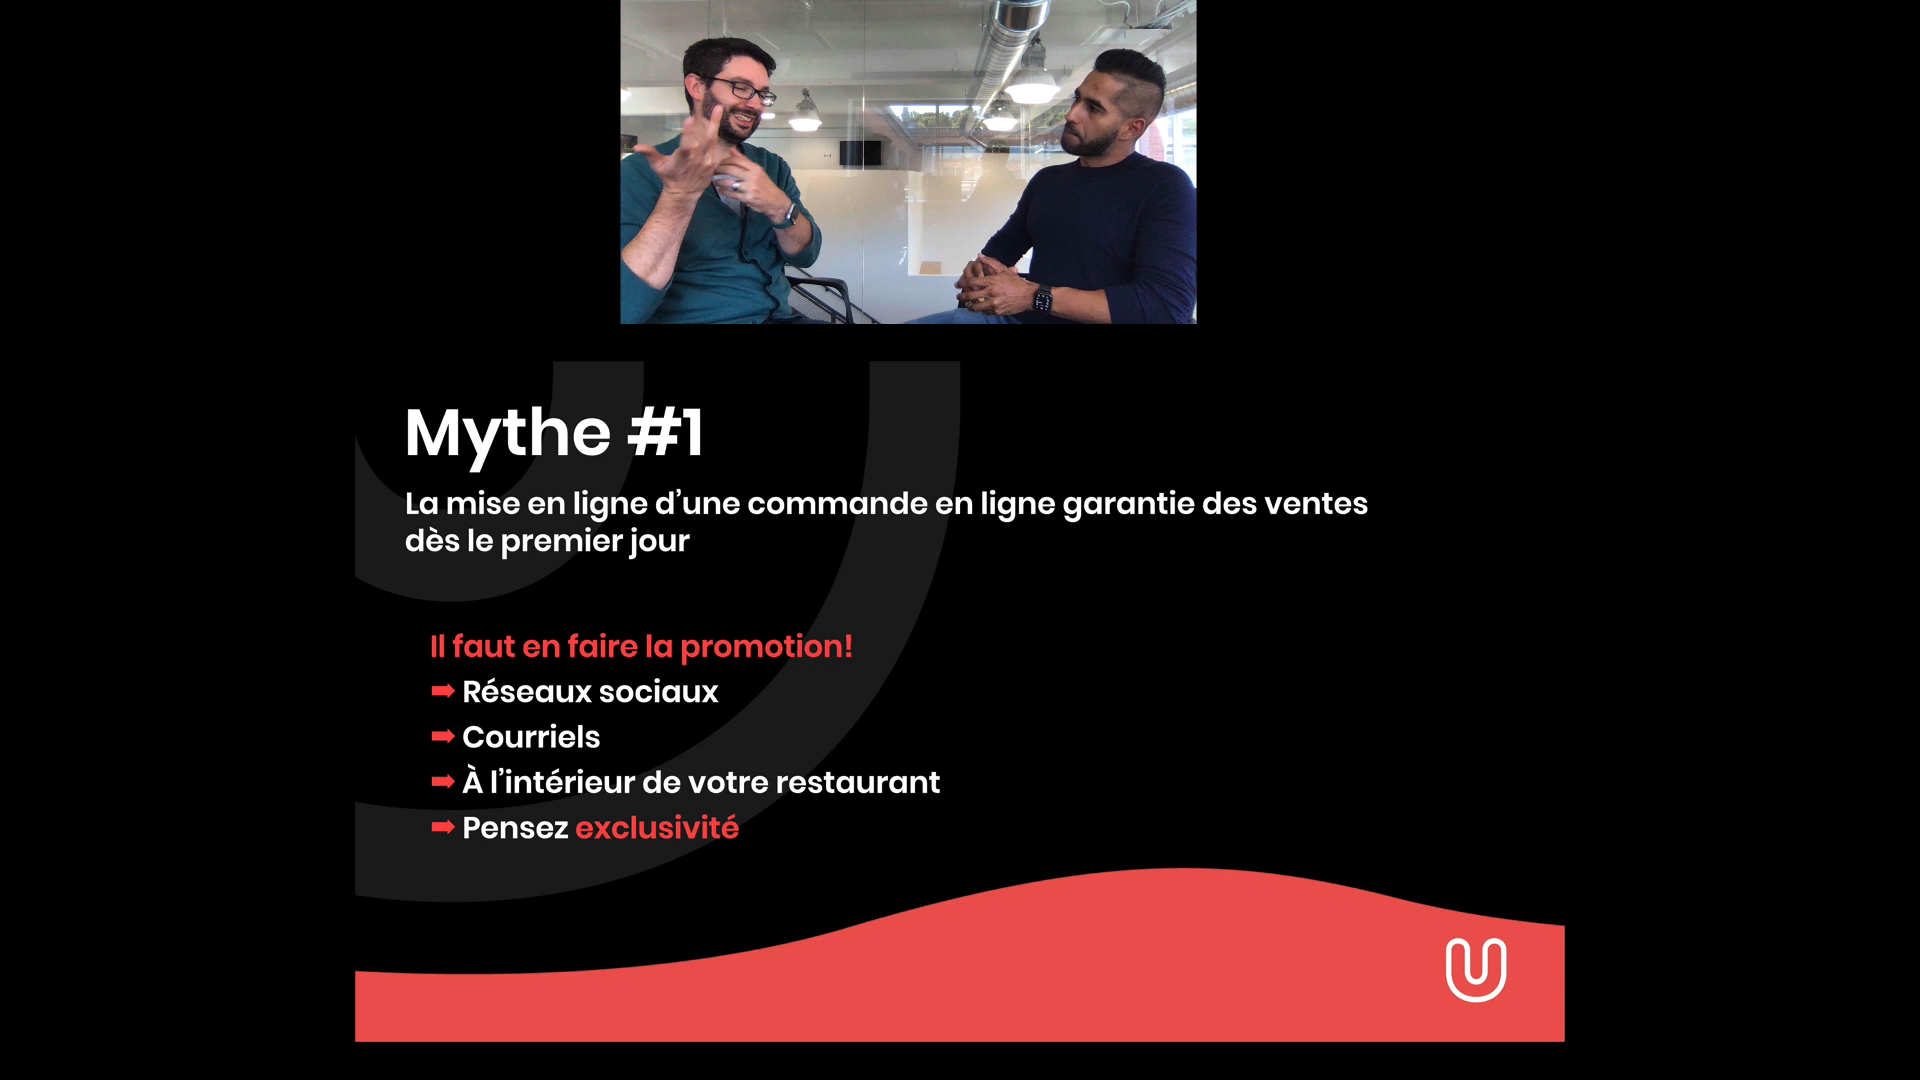 Mythe #1
La mise en ligne d’une commande en ligne garantie des ventes
dès le premier jour
Il faut en faire la promotion!
➡ Réseaux sociaux
➡ Courriels
➡ À l’intérieur de votre restaurant
➡ Pensez exclusivité